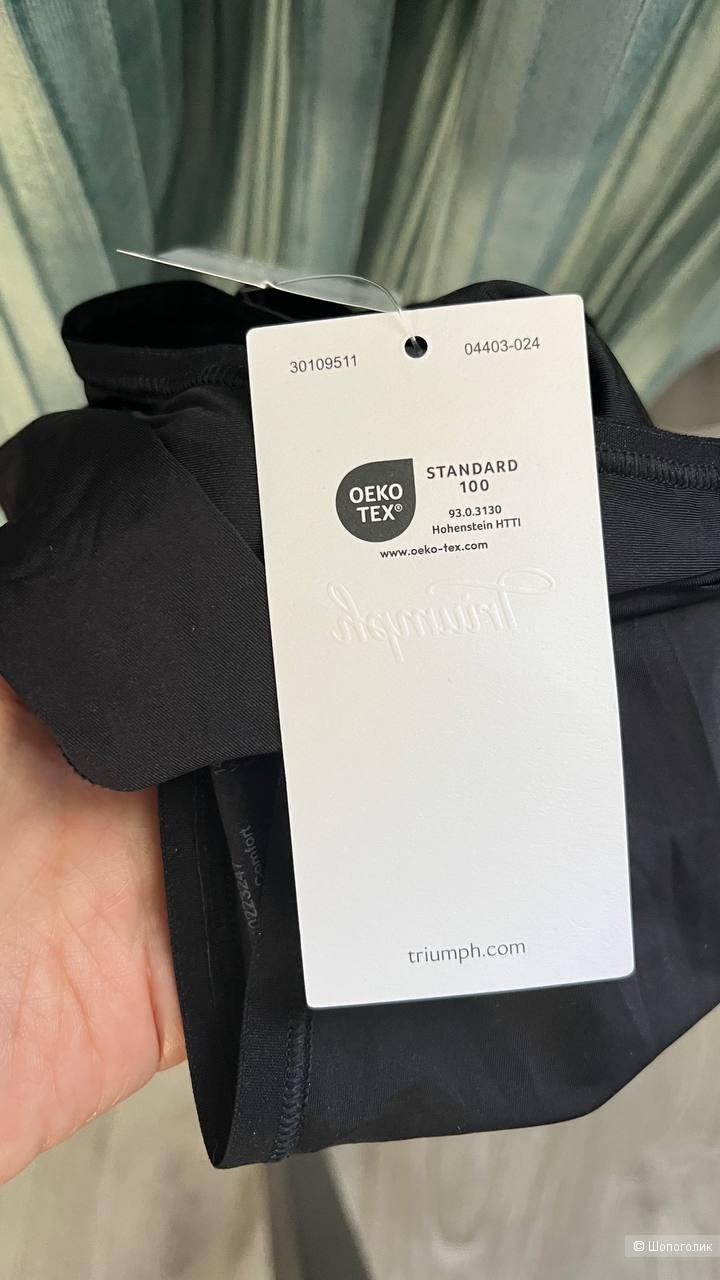 30109511
04403-024
OEKO
TEX®
STANDARD
100
93.0.3130
Hohenstein HTTI
www.oeko-tex.com
Triumph
triumph.com
Comfort
© Шопоголик